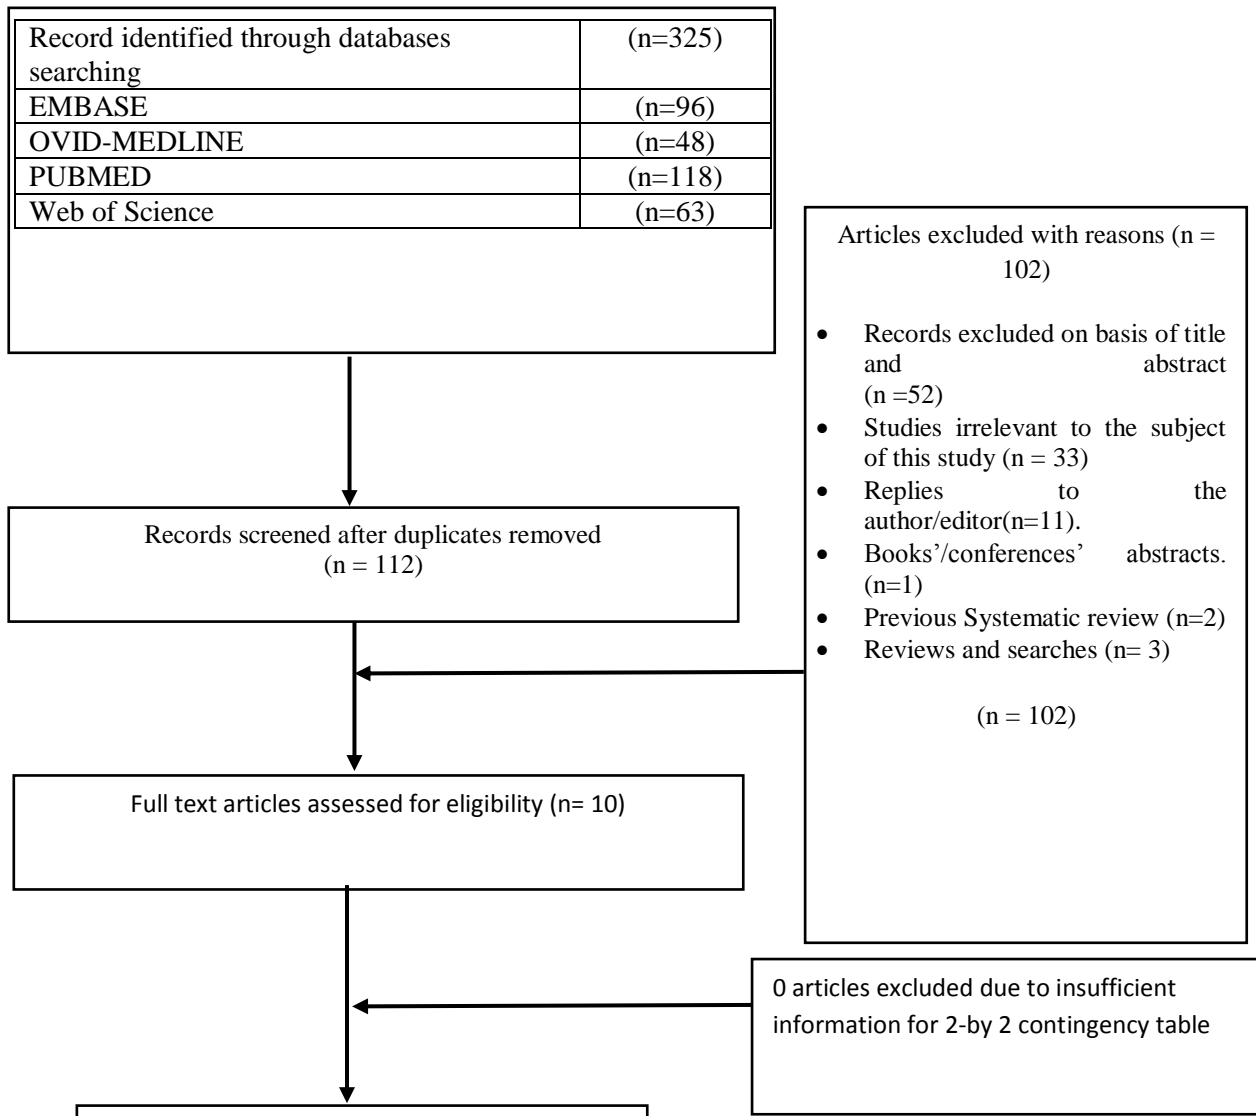 Record identified through databases (n=325)
searching
EMBASE (n=96)
OVID-MEDLINE (n=48)
PUBMED (n=118)
Web of Science (n=63)
Articles excluded with reasons (n =
102)
• Records excluded on basis of title
and abstract
(n =52)
• Studies irrelevant to the subject
of this study (n = 33)
• Replies to the
author/editor(n=11).
• Books’/conferences’ abstracts.
(n=1)
• Previous Systematic review (n=2)
• Reviews and searches (n= 3)
(n = 102)
Records screened after duplicates removed
(n = 112)
Full text articles assessed for eligibility (n= 10)
0 articles excluded due to insufficient
information for 2-by 2 contingency table